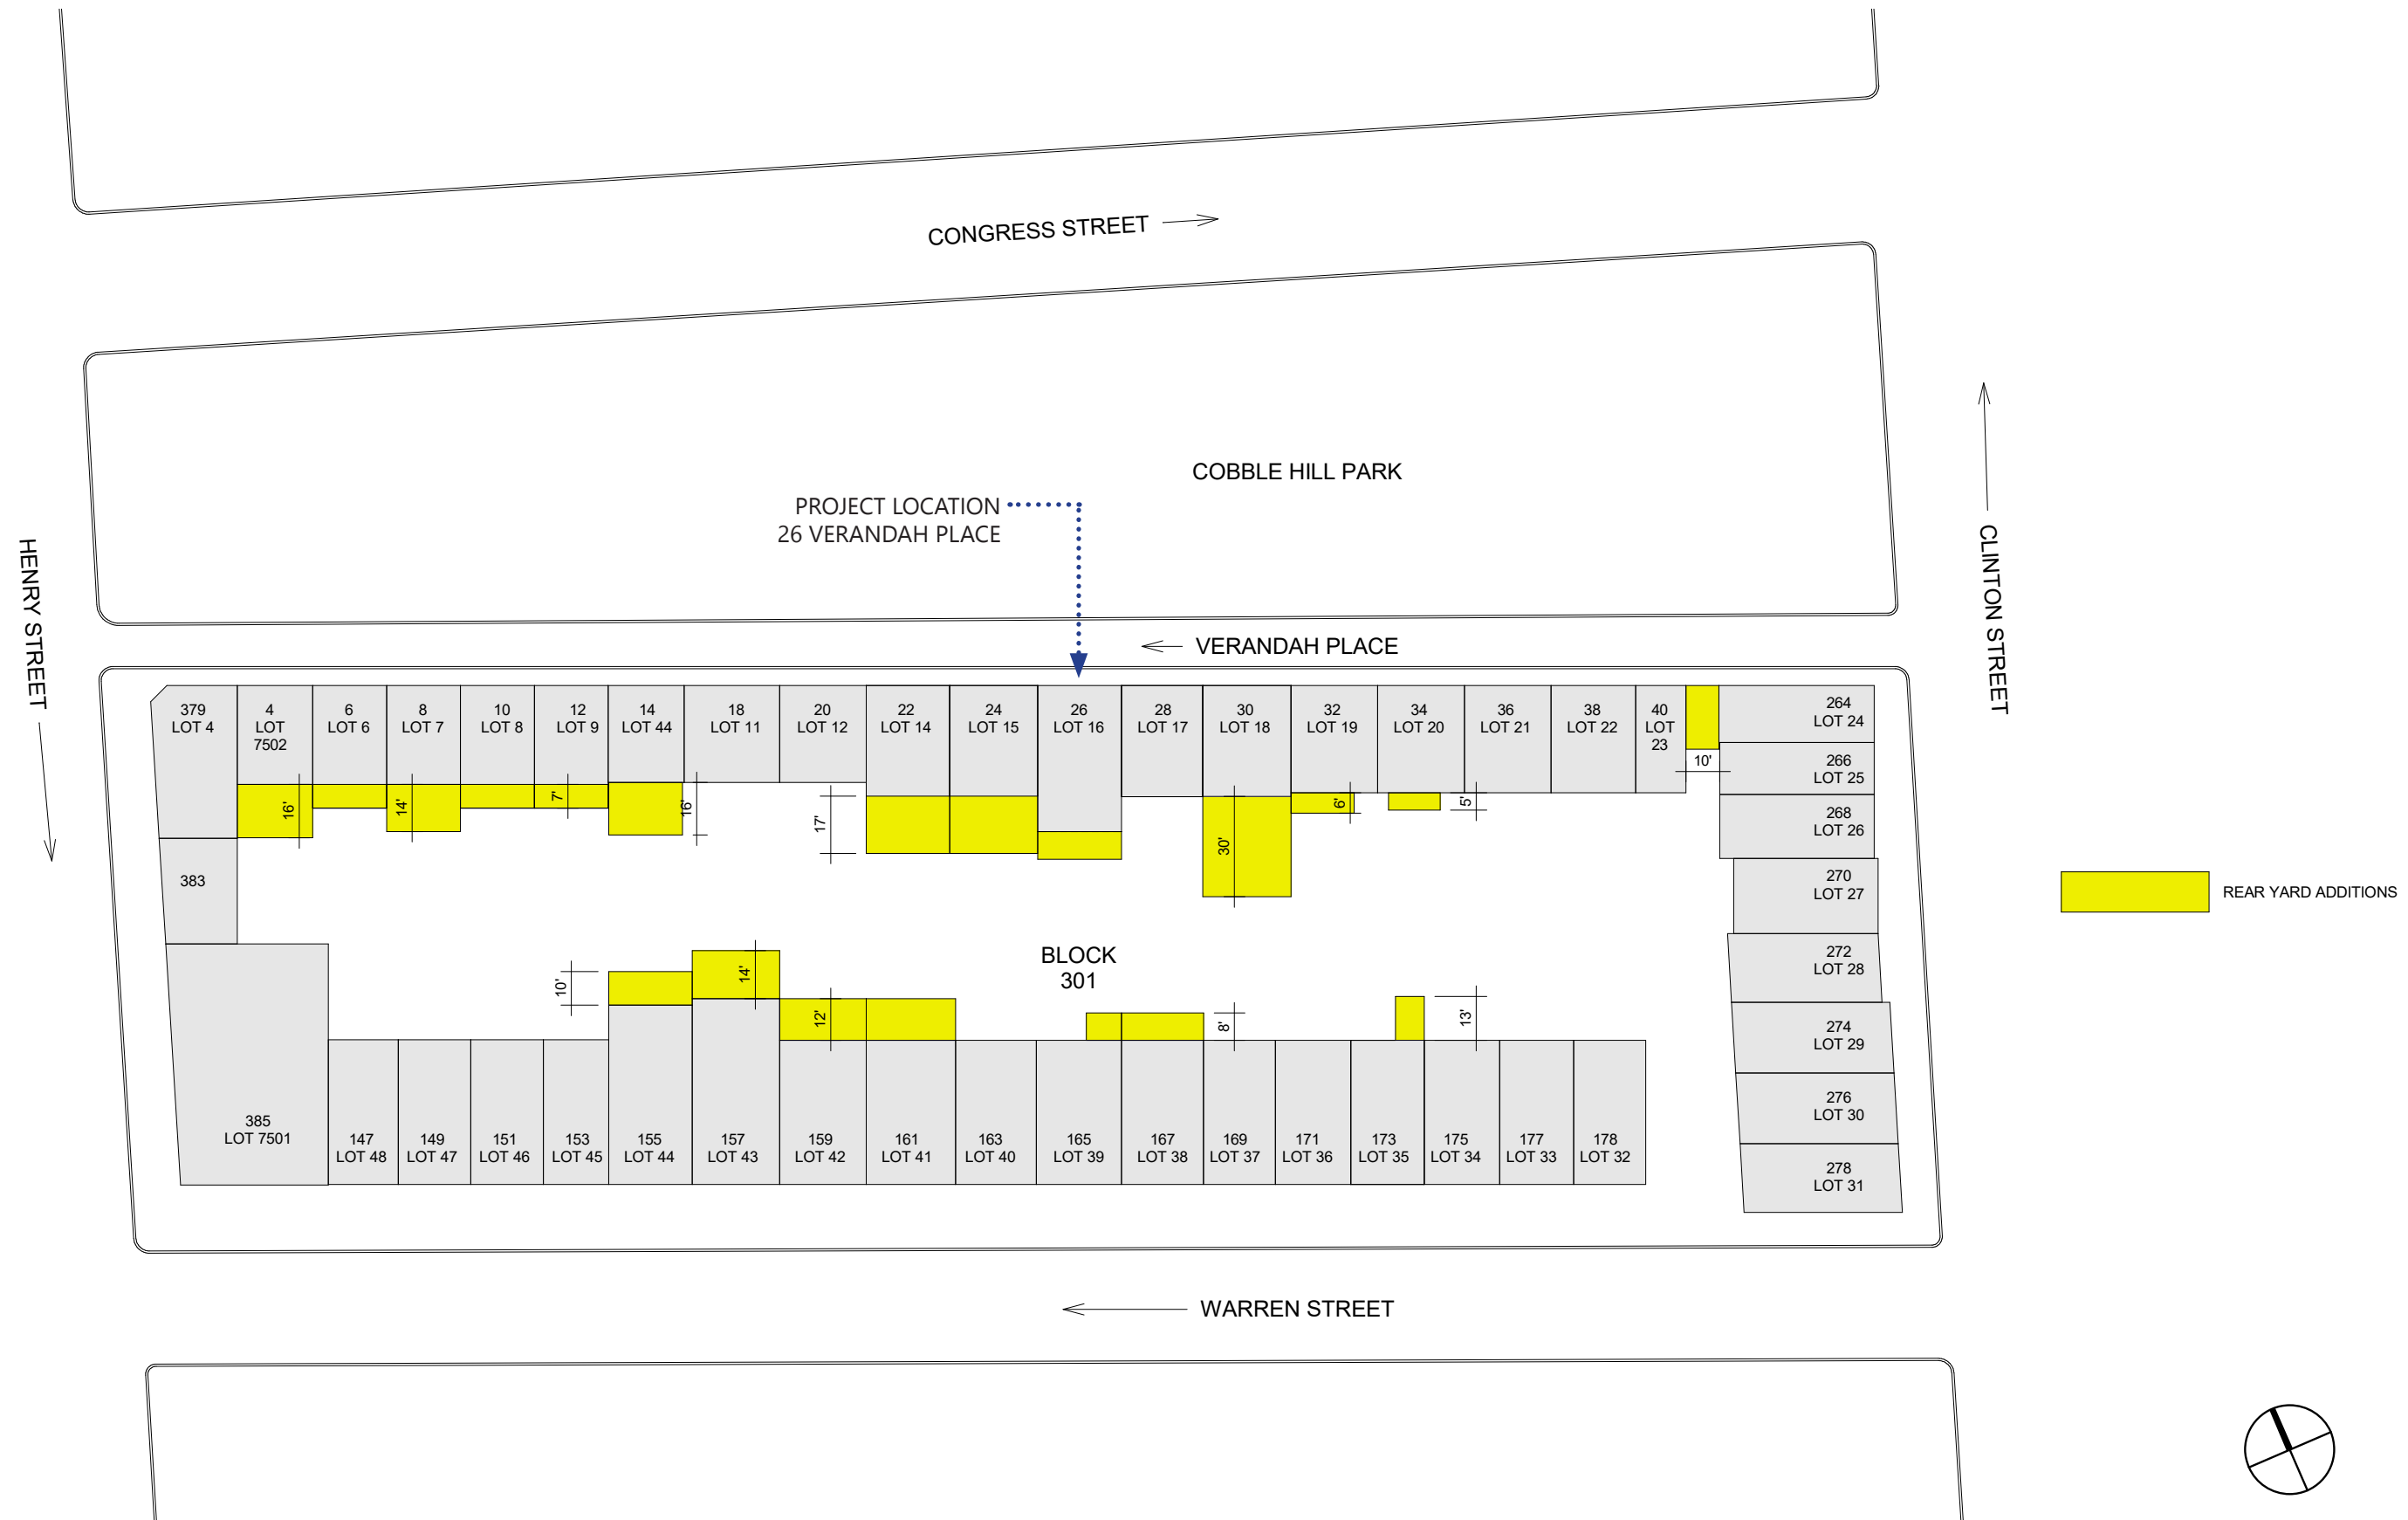 CONGRESS STREET
COBBLE HILL PARK
PROJECT LOCATION
26 VERANDAH PLACE
HENRY STREET
CLINTON STREET
VERANDAH PLACE
379
LOT 4
4
LOT
7502
6
LOT 6
8
LOT 7
10
LOT 8
12
LOT 9
14
LOT 44
18
LOT 11
20
LOT 12
22
LOT 14
24
LOT 15
26
LOT 16
28
LOT 17
30
LOT 18
32
LOT 19
34
LOT 20
36
LOT 21
38
LOT 22
40
LOT
23
264
LOT 24
266
LOT 25
268
LOT 26
270
LOT 27
272
LOT 28
274
LOT 29
276
LOT 30
278
LOT 31
10'
16'
14'
7'
16'
17'
30'
6'
5'
383
REAR YARD ADDITIONS
BLOCK
301
10'
14'
12'
8'
13'
385
LOT 7501
147
LOT 48
149
LOT 47
151
LOT 46
153
LOT 45
155
LOT 44
157
LOT 43
159
LOT 42
161
LOT 41
163
LOT 40
165
LOT 39
167
LOT 38
169
LOT 37
171
LOT 36
173
LOT 35
175
LOT 34
177
LOT 33
178
LOT 32
WARREN STREET